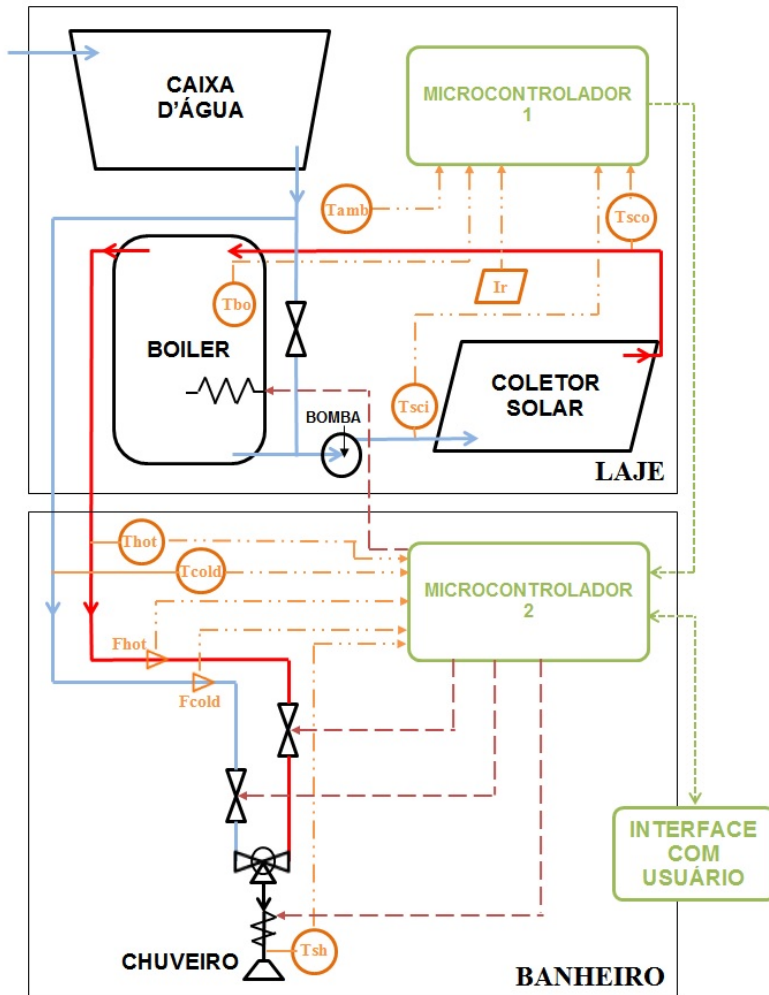 CAIXA
D'ÁGUA
MICROCONTROLADOR
1
Tamb
Tsco
Tbo
Ir
BOILER
Tsci
COLETOR
SOLAR
BOMBA
LAJE
Thot
Tcold
MICROCONTROLADOR
2
Fhot
Fcold
INTERFACE
COM
USUÁRIO
Tsh
CHUVEIRO
BANHEIRO